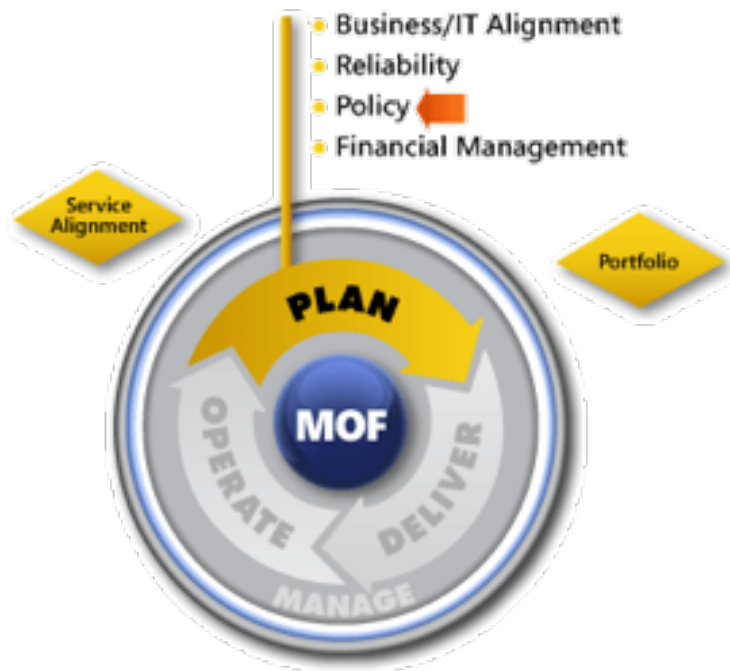 Business/IT Alignment
Reliability
Policy
Financial Management
Service
Alignment
Portfolio
PLAN
MOF
OPERATE
DELIVER
MANAGE